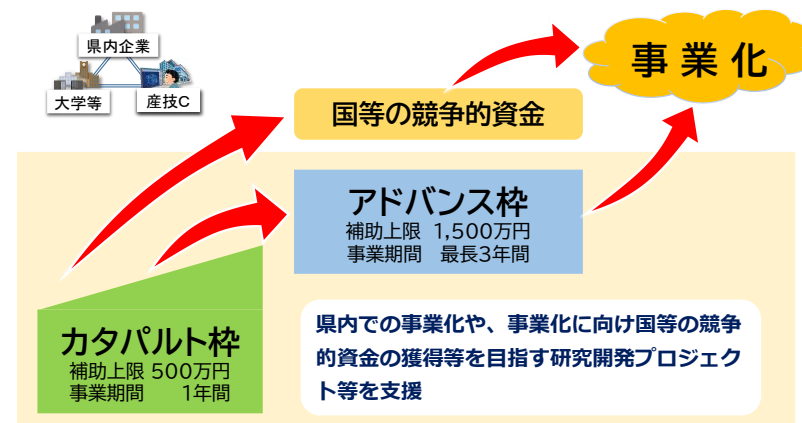 県内企業
大学等
産技C
事業化
国等の競争的資金
アドバンス枠
補助上限 1,500万円
事業期間 最長3年間
カタパルト枠
補助上限 500万円
事業期間 1年間
県内での事業化や、事業化に向け国等の競争
的資金の獲得等を目指す研究開発プロジェク
ト等を支援